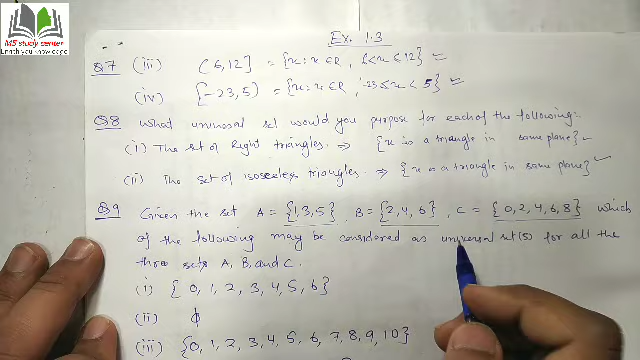 MS study center
Enrich you knowledge
Ex. 1.3
Q7 (iii) (6,12] = {x: x ∈ R, 6<x≤12}
(iv) [-23,5) = {x: x ∈ R, -23≤x<5}
Q8 What universal set would you purpose for each of the following:
(i) The set of Right triangles. ⇒ {x is a triangle in same plane}
(ii) The set of isosceles triangles. ⇒ {x is a triangle in same plane}
Q9 Given the set A = {1,3,5}, B = {2,4,6}, C = {0,2,4,6,8} which
of the following may be considered as universal set(s) for all the
three sets A, B, and C.
(i) { 0, 1, 2, 3, 4, 5, 6}
(ii) ϕ
(iii) {0, 1, 2, 3, 4, 5, 6, 7, 8, 9, 10}